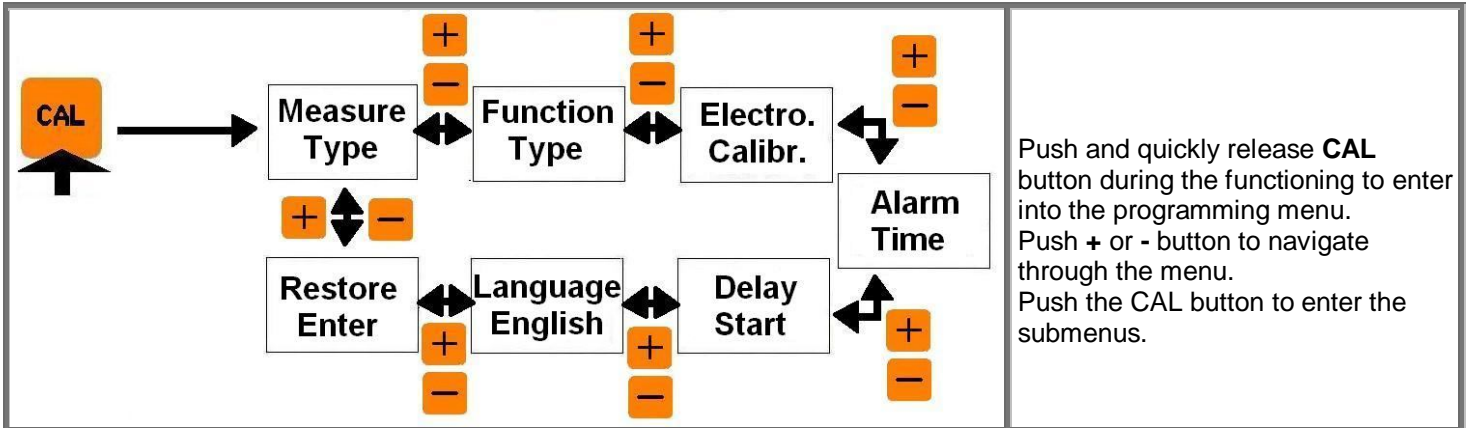 CAL
+
−
+
−
+
−
Measure
Type
Function
Type
Electro.
Calibr.
Alarm
Time
+ −
Restore
Enter
Language
English
Delay
Start
+
−
+
−
+
−
Push and quickly release CAL
button during the functioning to enter
into the programming menu.
Push + or - button to navigate
through the menu.
Push the CAL button to enter the
submenus.